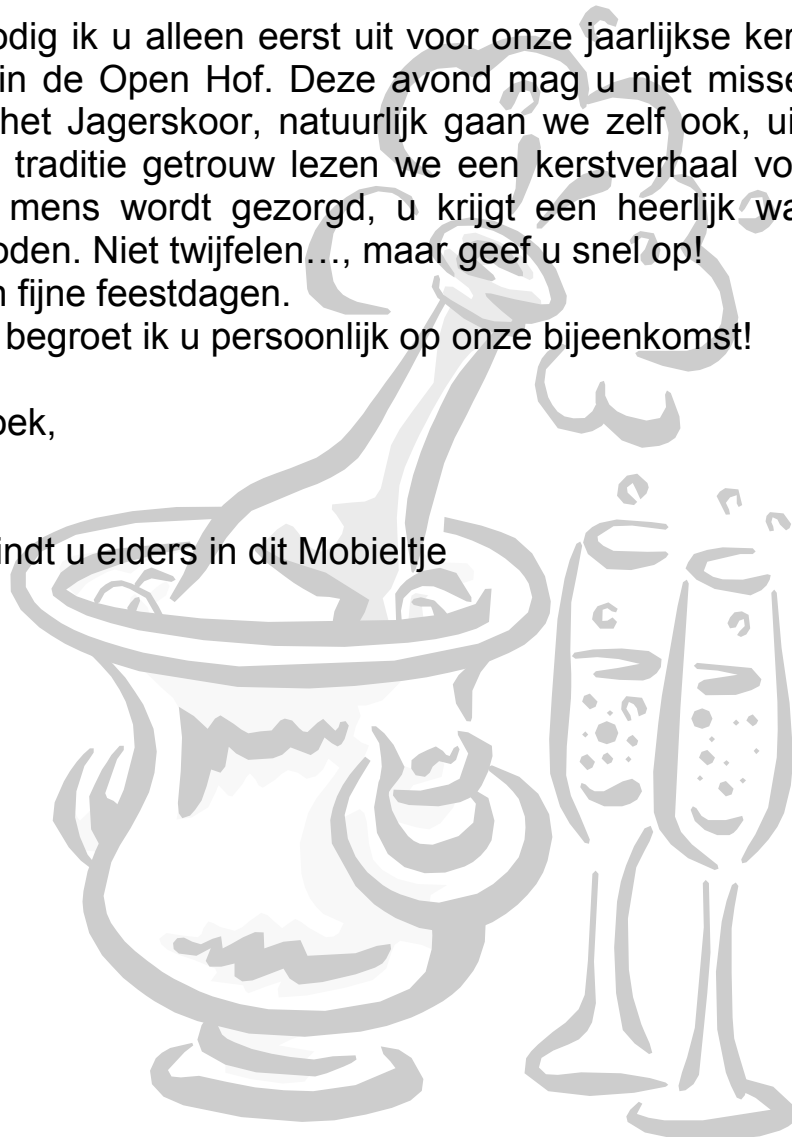 odig ik u alleen eerst uit voor onze jaarlijkse ker
in de Open Hof. Deze avond mag u niet misse
het Jagerskoor, natuurlijk gaan we zelf ook, ui
traditie getrouw lezen we een kerstverhaal vo
mens wordt gezorgd, u krijgt een heerlijk wa
oden. Niet twijfelen…, maar geef u snel op!
n fijne feestdagen.
begroet ik u persoonlijk op onze bijeenkomst!
oek,
indt u elders in dit Mobieltje